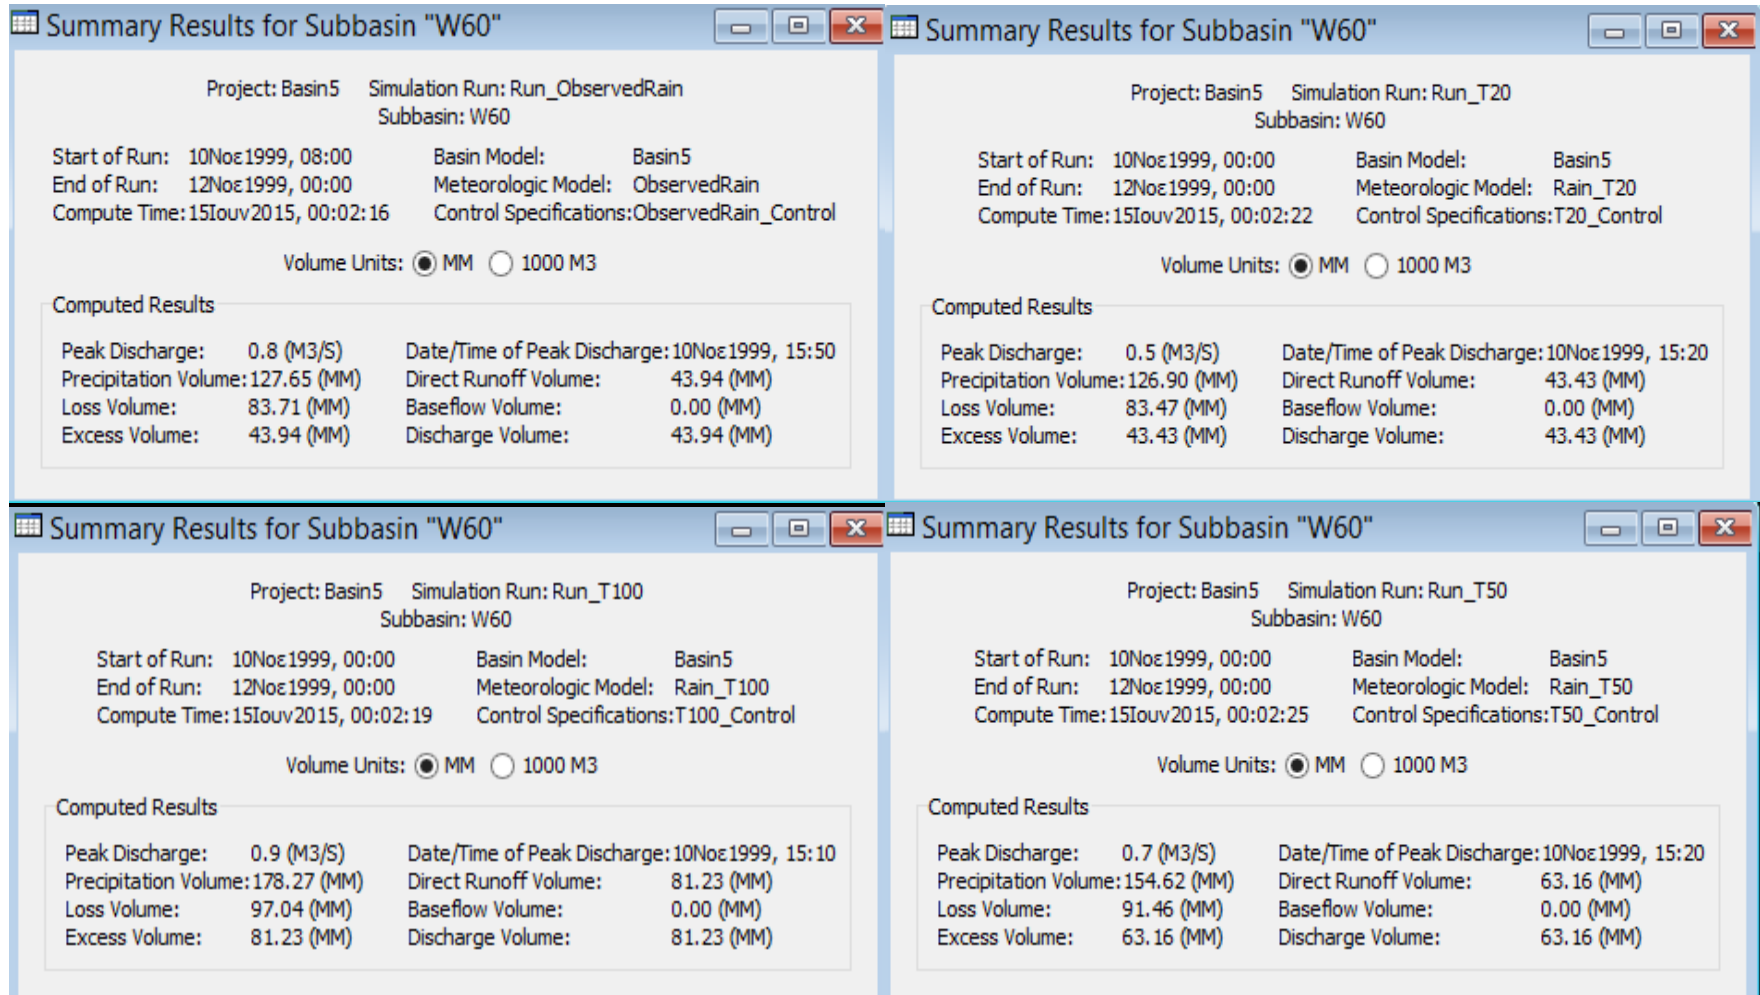 Summary Results for Subbasin "W60"
Project: Basin5 Simulation Run: Run_ObservedRain
Subbasin: W60
Start of Run: 10Νοε1999, 08:00 Basin Model: Basin5
End of Run: 12Νοε1999, 00:00 Meteorologic Model: ObservedRain
Compute Time: 15Ιουν2015, 00:02:16 Control Specifications: ObservedRain_Control
Volume Units: MM 1000 M3
Computed Results
Peak Discharge: 0.8 (M3/S) Date/Time of Peak Discharge: 10Νοε1999, 15:50
Precipitation Volume: 127.65 (MM) Direct Runoff Volume: 43.94 (MM)
Loss Volume: 83.71 (MM) Baseflow Volume: 0.00 (MM)
Excess Volume: 43.94 (MM) Discharge Volume: 43.94 (MM)
Summary Results for Subbasin "W60"
Project: Basin5 Simulation Run: Run_T20
Subbasin: W60
Start of Run: 10Νοε1999, 00:00 Basin Model: Basin5
End of Run: 12Νοε1999, 00:00 Meteorologic Model: Rain_T20
Compute Time: 15Ιουν2015, 00:02:22 Control Specifications: T20_Control
Volume Units: MM 1000 M3
Computed Results
Peak Discharge: 0.5 (M3/S) Date/Time of Peak Discharge: 10Νοε1999, 15:20
Precipitation Volume: 126.90 (MM) Direct Runoff Volume: 43.43 (MM)
Loss Volume: 83.47 (MM) Baseflow Volume: 0.00 (MM)
Excess Volume: 43.43 (MM) Discharge Volume: 43.43 (MM)
Summary Results for Subbasin "W60"
Project: Basin5 Simulation Run: Run_T100
Subbasin: W60
Start of Run: 10Νοε1999, 00:00 Basin Model: Basin5
End of Run: 12Νοε1999, 00:00 Meteorologic Model: Rain_T100
Compute Time: 15Ιουν2015, 00:02:19 Control Specifications: T100_Control
Volume Units: MM 1000 M3
Computed Results
Peak Discharge: 0.9 (M3/S) Date/Time of Peak Discharge: 10Νοε1999, 15:10
Precipitation Volume: 178.27 (MM) Direct Runoff Volume: 81.23 (MM)
Loss Volume: 97.04 (MM) Baseflow Volume: 0.00 (MM)
Excess Volume: 81.23 (MM) Discharge Volume: 81.23 (MM)
Summary Results for Subbasin "W60"
Project: Basin5 Simulation Run: Run_T50
Subbasin: W60
Start of Run: 10Νοε1999, 00:00 Basin Model: Basin5
End of Run: 12Νοε1999, 00:00 Meteorologic Model: Rain_T50
Compute Time: 15Ιουν2015, 00:02:25 Control Specifications: T50_Control
Volume Units: MM 1000 M3
Computed Results
Peak Discharge: 0.7 (M3/S) Date/Time of Peak Discharge: 10Νοε1999, 15:20
Precipitation Volume: 154.62 (MM) Direct Runoff Volume: 63.16 (MM)
Loss Volume: 91.46 (MM) Baseflow Volume: 0.00 (MM)
Excess Volume: 63.16 (MM) Discharge Volume: 63.16 (MM)